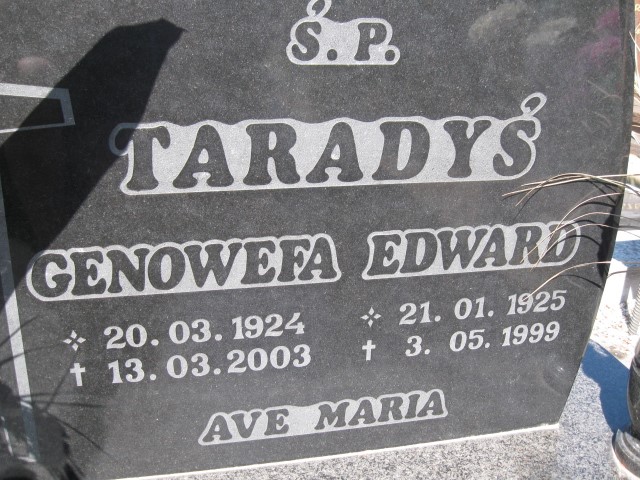 Ś. P.
TARADYŚ
GENOWEFA EDWARD
20. 03. 1924 21. 01. 1925
† 13. 03. 2003 † 3. 05. 1999
AVE MARIA